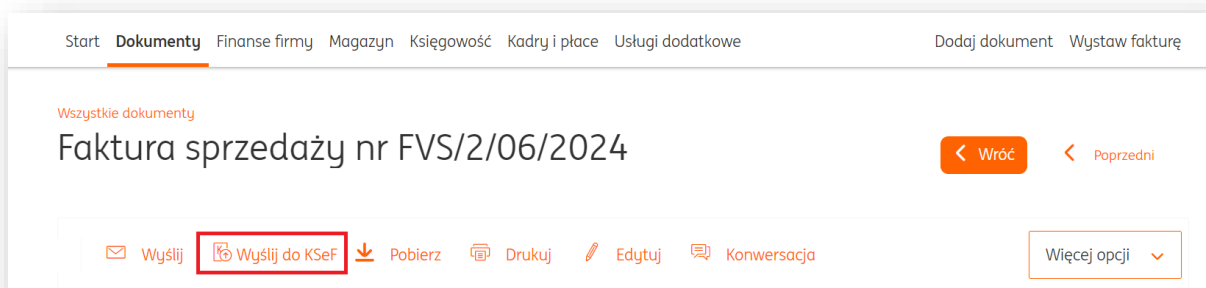 Start Dokumenty Finanse firmy Magazyn Księgowość Kadry i płace Usługi dodatkowe Dodaj dokument Wystaw fakturę
Wszystkie dokumenty
Faktura sprzedaży nr FVS/2/06/2024
Wróć Poprzedni
Wyślij Wyślij do KSeF Pobierz Drukuj Edytuj Konwersacja Więcej opcji